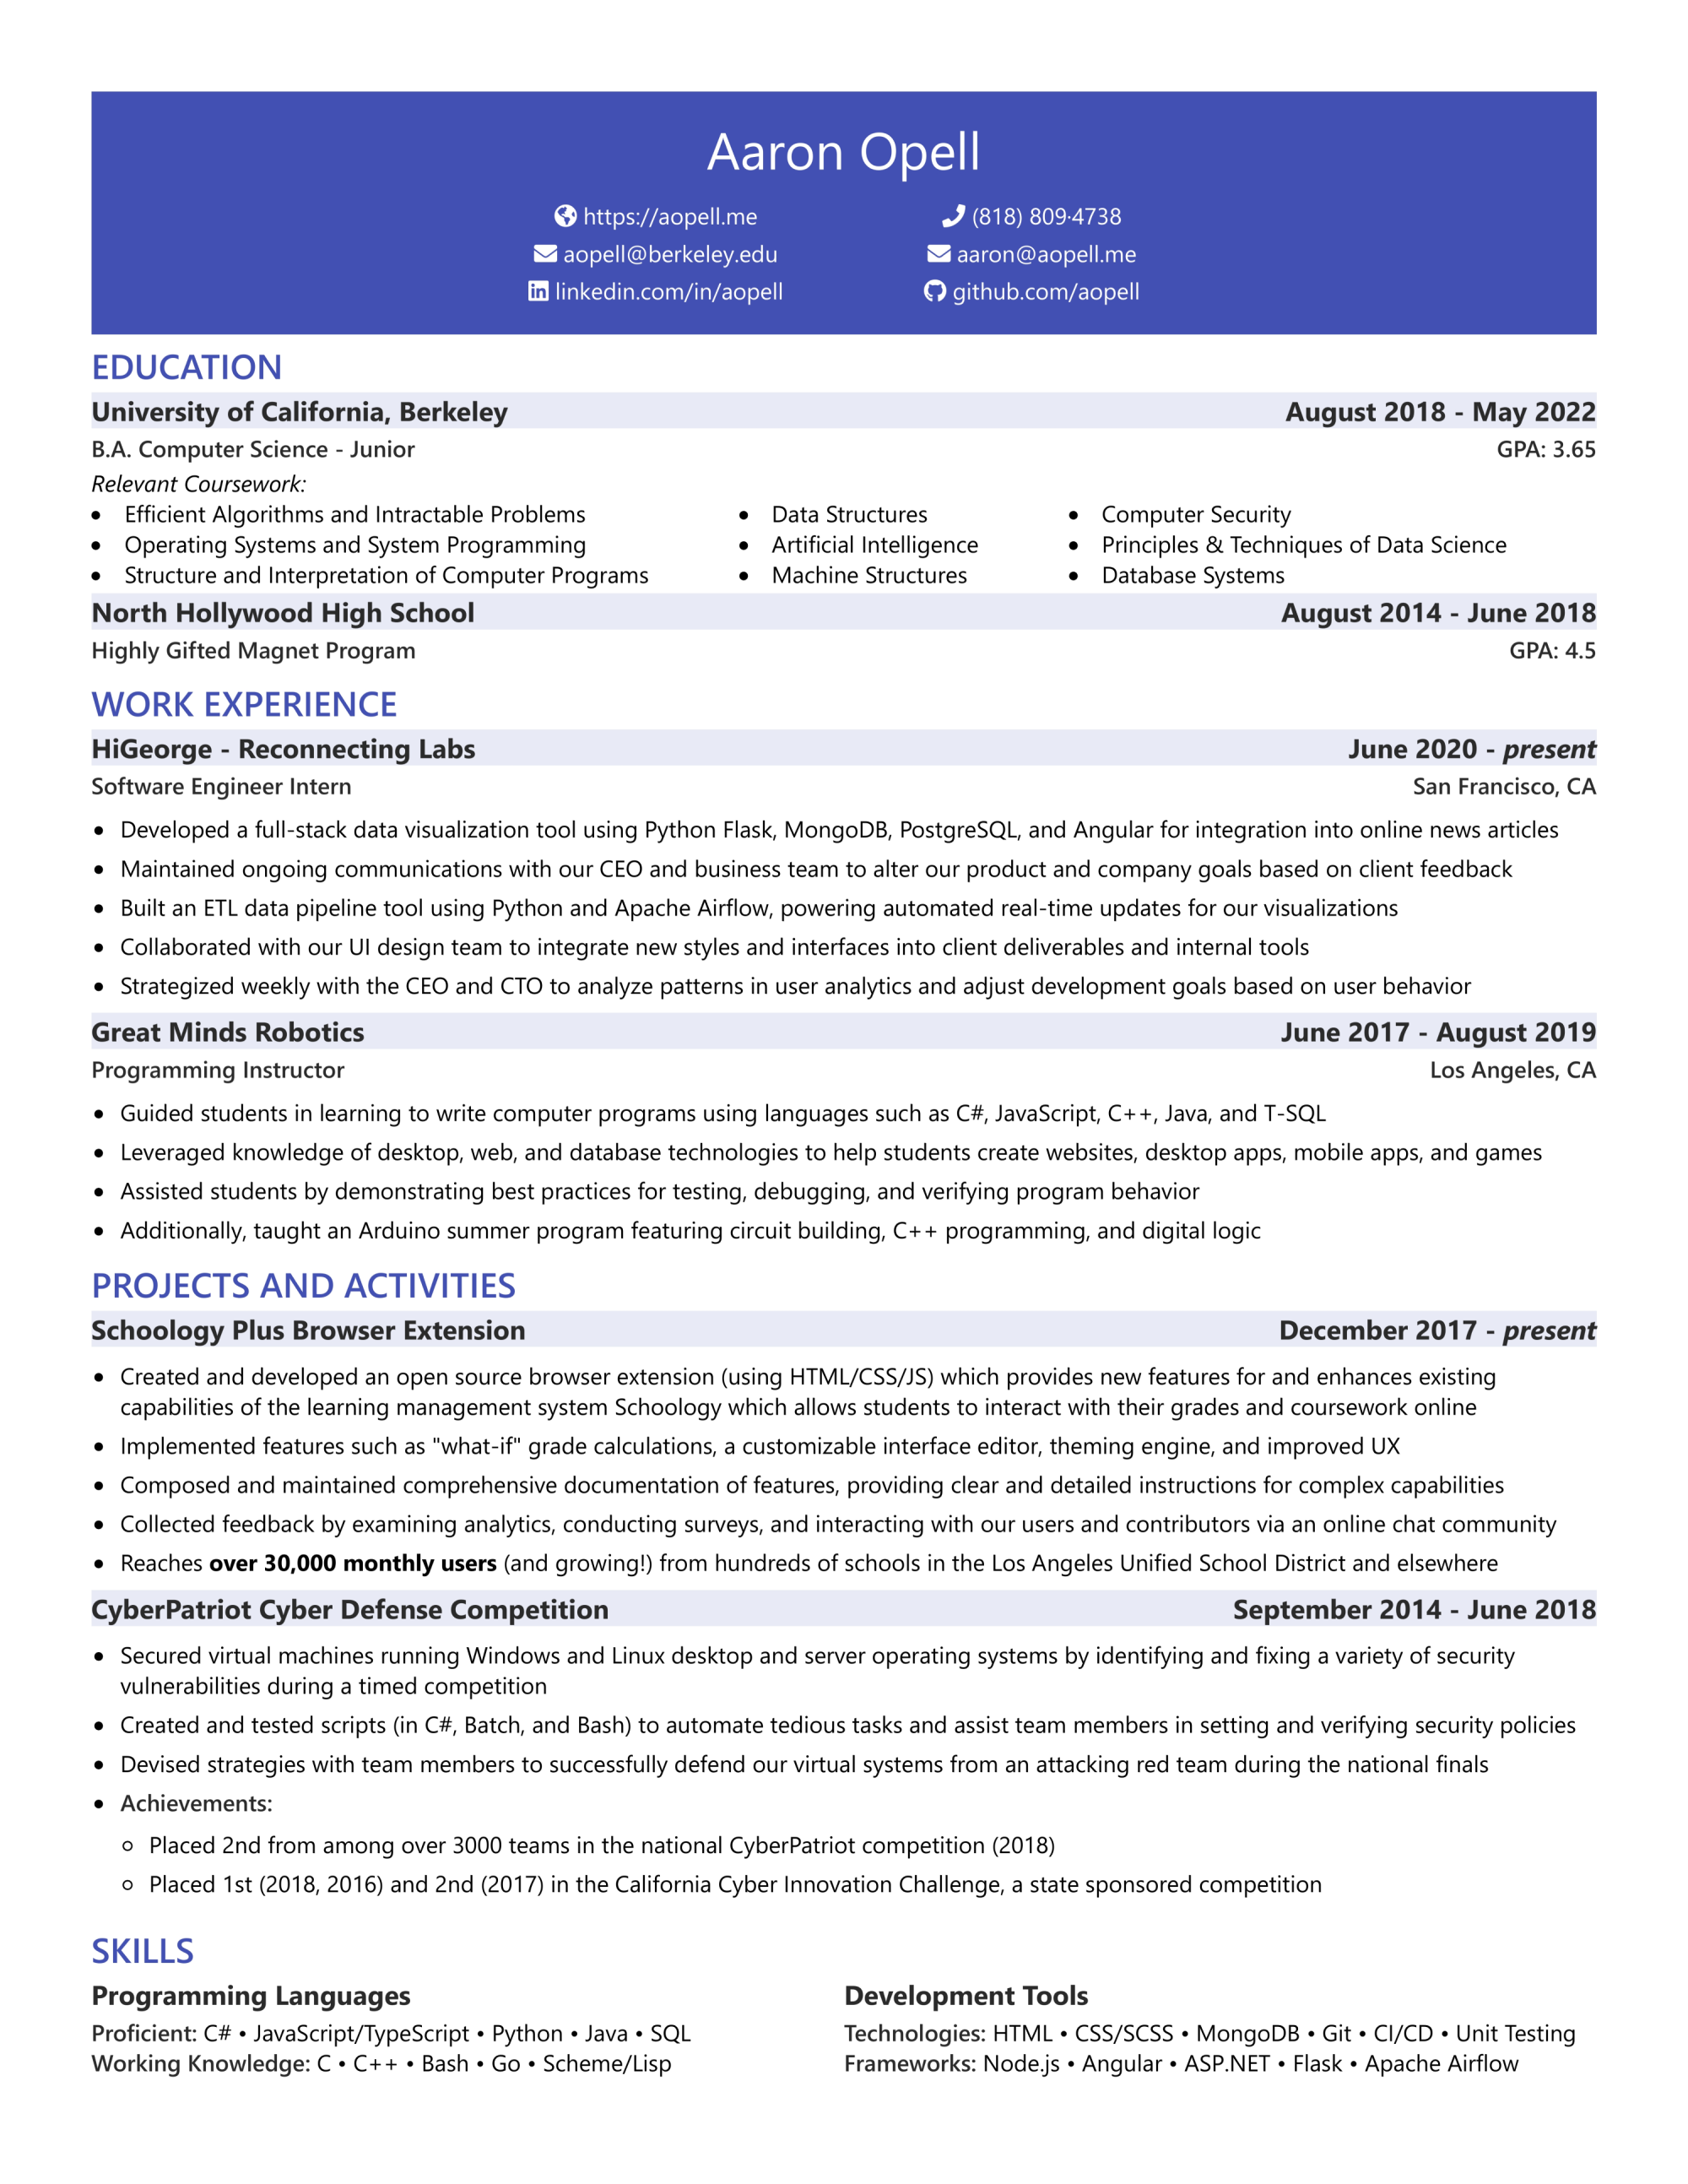 Aaron Opell
https://aopell.me (818) 809·4738
aopell@berkeley.edu aaron@aopell.me
linkedin.com/in/aopell github.com/aopell
EDUCATION
University of California, Berkeley August 2018 - May 2022
B.A. Computer Science - Junior GPA: 3.65
Relevant Coursework:
• Efficient Algorithms and Intractable Problems • Data Structures • Computer Security
• Operating Systems and System Programming • Artificial Intelligence • Principles & Techniques of Data Science
• Structure and Interpretation of Computer Programs • Machine Structures • Database Systems
North Hollywood High School August 2014 - June 2018
Highly Gifted Magnet Program GPA: 4.5
WORK EXPERIENCE
HiGeorge - Reconnecting Labs June 2020 - present
Software Engineer Intern San Francisco, CA
• Developed a full-stack data visualization tool using Python Flask, MongoDB, PostgreSQL, and Angular for integration into online news articles
• Maintained ongoing communications with our CEO and business team to alter our product and company goals based on client feedback
• Built an ETL data pipeline tool using Python and Apache Airflow, powering automated real-time updates for our visualizations
• Collaborated with our UI design team to integrate new styles and interfaces into client deliverables and internal tools
• Strategized weekly with the CEO and CTO to analyze patterns in user analytics and adjust development goals based on user behavior
Great Minds Robotics June 2017 - August 2019
Programming Instructor Los Angeles, CA
• Guided students in learning to write computer programs using languages such as C#, JavaScript, C++, Java, and T-SQL
• Leveraged knowledge of desktop, web, and database technologies to help students create websites, desktop apps, mobile apps, and games
• Assisted students by demonstrating best practices for testing, debugging, and verifying program behavior
• Additionally, taught an Arduino summer program featuring circuit building, C++ programming, and digital logic
PROJECTS AND ACTIVITIES
Schoology Plus Browser Extension December 2017 - present
• Created and developed an open source browser extension (using HTML/CSS/JS) which provides new features for and enhances existing
capabilities of the learning management system Schoology which allows students to interact with their grades and coursework online
• Implemented features such as "what-if" grade calculations, a customizable interface editor, theming engine, and improved UX
• Composed and maintained comprehensive documentation of features, providing clear and detailed instructions for complex capabilities
• Collected feedback by examining analytics, conducting surveys, and interacting with our users and contributors via an online chat community
• Reaches over 30,000 monthly users (and growing!) from hundreds of schools in the Los Angeles Unified School District and elsewhere
CyberPatriot Cyber Defense Competition September 2014 - June 2018
• Secured virtual machines running Windows and Linux desktop and server operating systems by identifying and fixing a variety of security
vulnerabilities during a timed competition
• Created and tested scripts (in C#, Batch, and Bash) to automate tedious tasks and assist team members in setting and verifying security policies
• Devised strategies with team members to successfully defend our virtual systems from an attacking red team during the national finals
• Achievements:
○ Placed 2nd from among over 3000 teams in the national CyberPatriot competition (2018)
○ Placed 1st (2018, 2016) and 2nd (2017) in the California Cyber Innovation Challenge, a state sponsored competition
SKILLS
Programming Languages Development Tools
Proficient: C# • JavaScript/TypeScript • Python • Java • SQL Technologies: HTML • CSS/SCSS • MongoDB • Git • CI/CD • Unit Testing
Working Knowledge: C • C++ • Bash • Go • Scheme/Lisp Frameworks: Node.js • Angular • ASP.NET • Flask • Apache Airflow